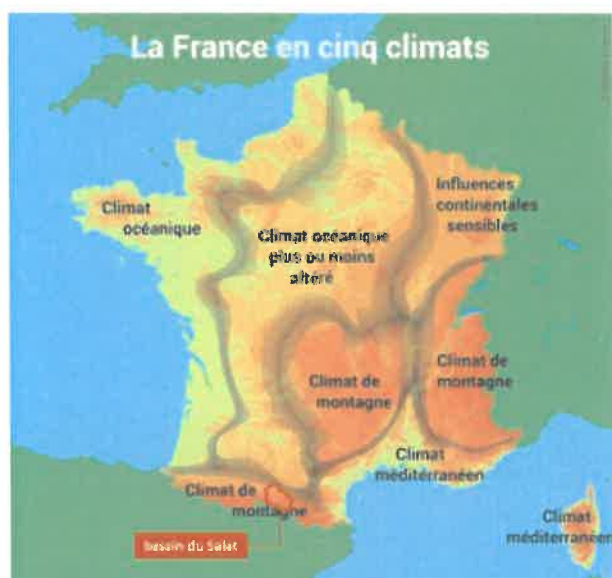 La France en cinq climats
Climat
océanique
Influences
continentales
sensibles
Climat océanique
plus ou moins
altéré
Climat de
montagne
Climat de
montagne
Climat
méditérranéen
Climat de
montagne
Climat
méditerranéen
bassin du Salat